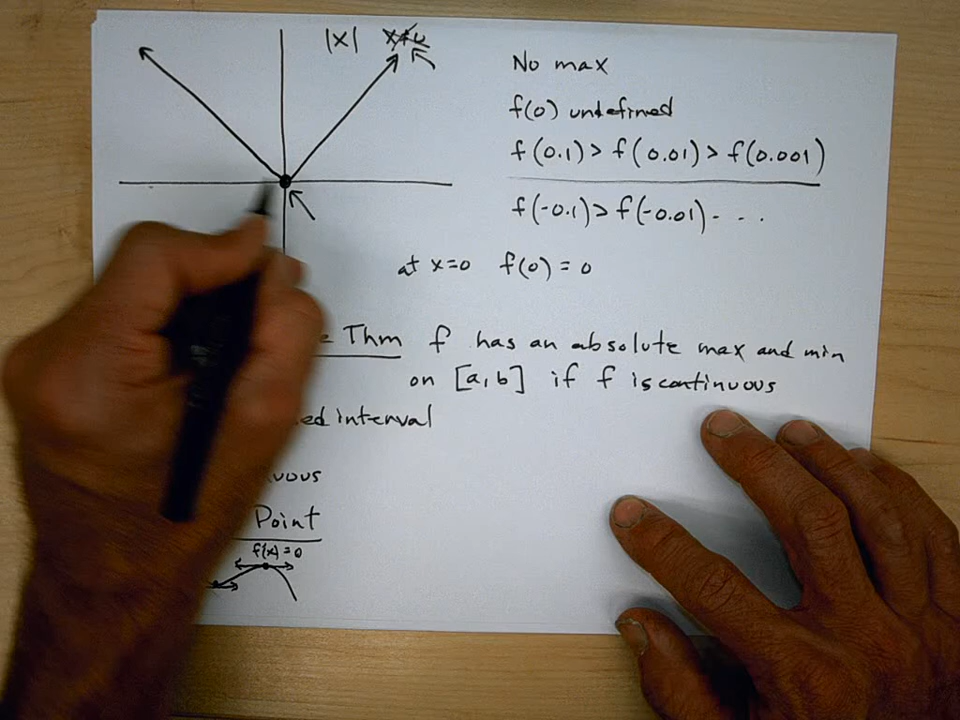 |x| x≠0
No max
f(0) undefined
f(0.1) > f(0.01) > f(0.001)
f(-0.1) > f(-0.01) - - -
at x=0 f(0) = 0
Thm f has an absolute max and min
on [a,b] if f is continuous
interval
Point
f(x) = 0